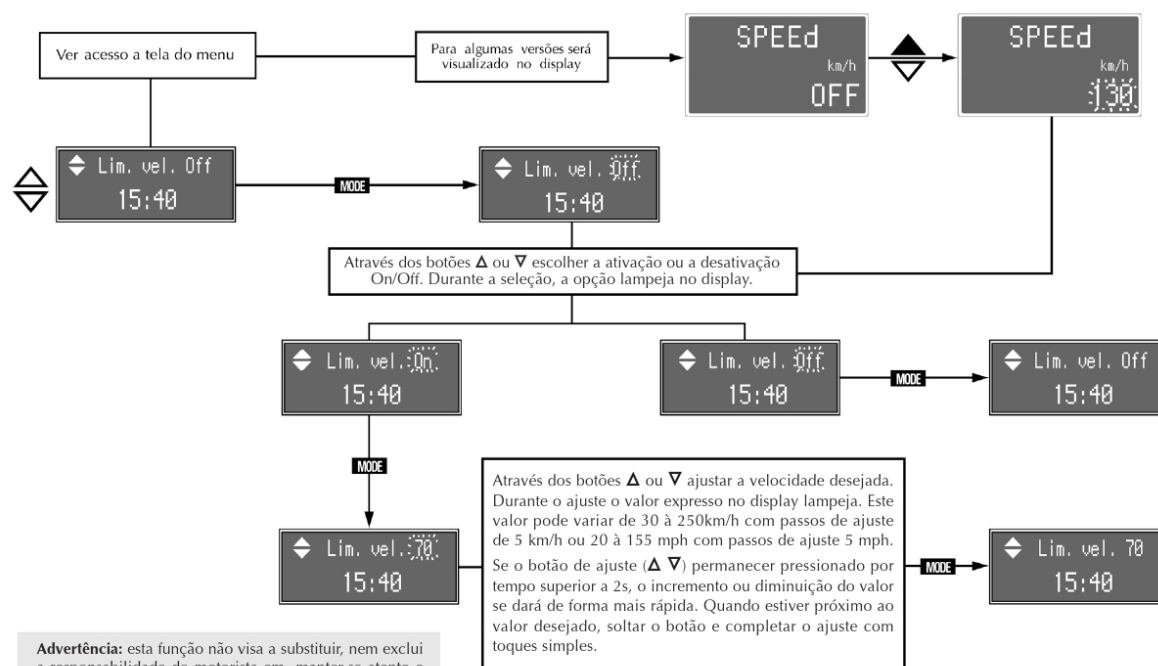 Ver acesso a tela do menu
Para algumas versões será
visualizado no display
SPEEd
km/h
OFF
SPEEd
km/h
130
Lim. vel. Off
15:40
MODE
Lim. vel. Off
15:40
Através dos botões Δ ou ∇ escolher a ativação ou a desativação
On/Off. Durante a seleção, a opção lampeja no display.
Lim. vel. On
15:40
Lim. vel. Off
15:40
MODE
Lim. vel. Off
15:40
MODE
Lim. vel. 70
15:40
Através dos botões Δ ou ∇ ajustar a velocidade desejada.
Durante o ajuste o valor expresso no display lampeja. Este
valor pode variar de 30 à 250km/h com passos de ajuste
de 5 km/h ou 20 à 155 mph com passos de ajuste 5 mph.
Se o botão de ajuste (Δ ∇) permanecer pressionado por
tempo superior a 2s, o incremento ou diminuição do valor
se dará de forma mais rápida. Quando estiver próximo ao
valor desejado, soltar o botão e completar o ajuste com
toques simples.
MODE
Lim. vel. 70
15:40
Advertência: esta função não visa a substituir, nem exclui
a responsabilidade do motorista em manter-se atento e